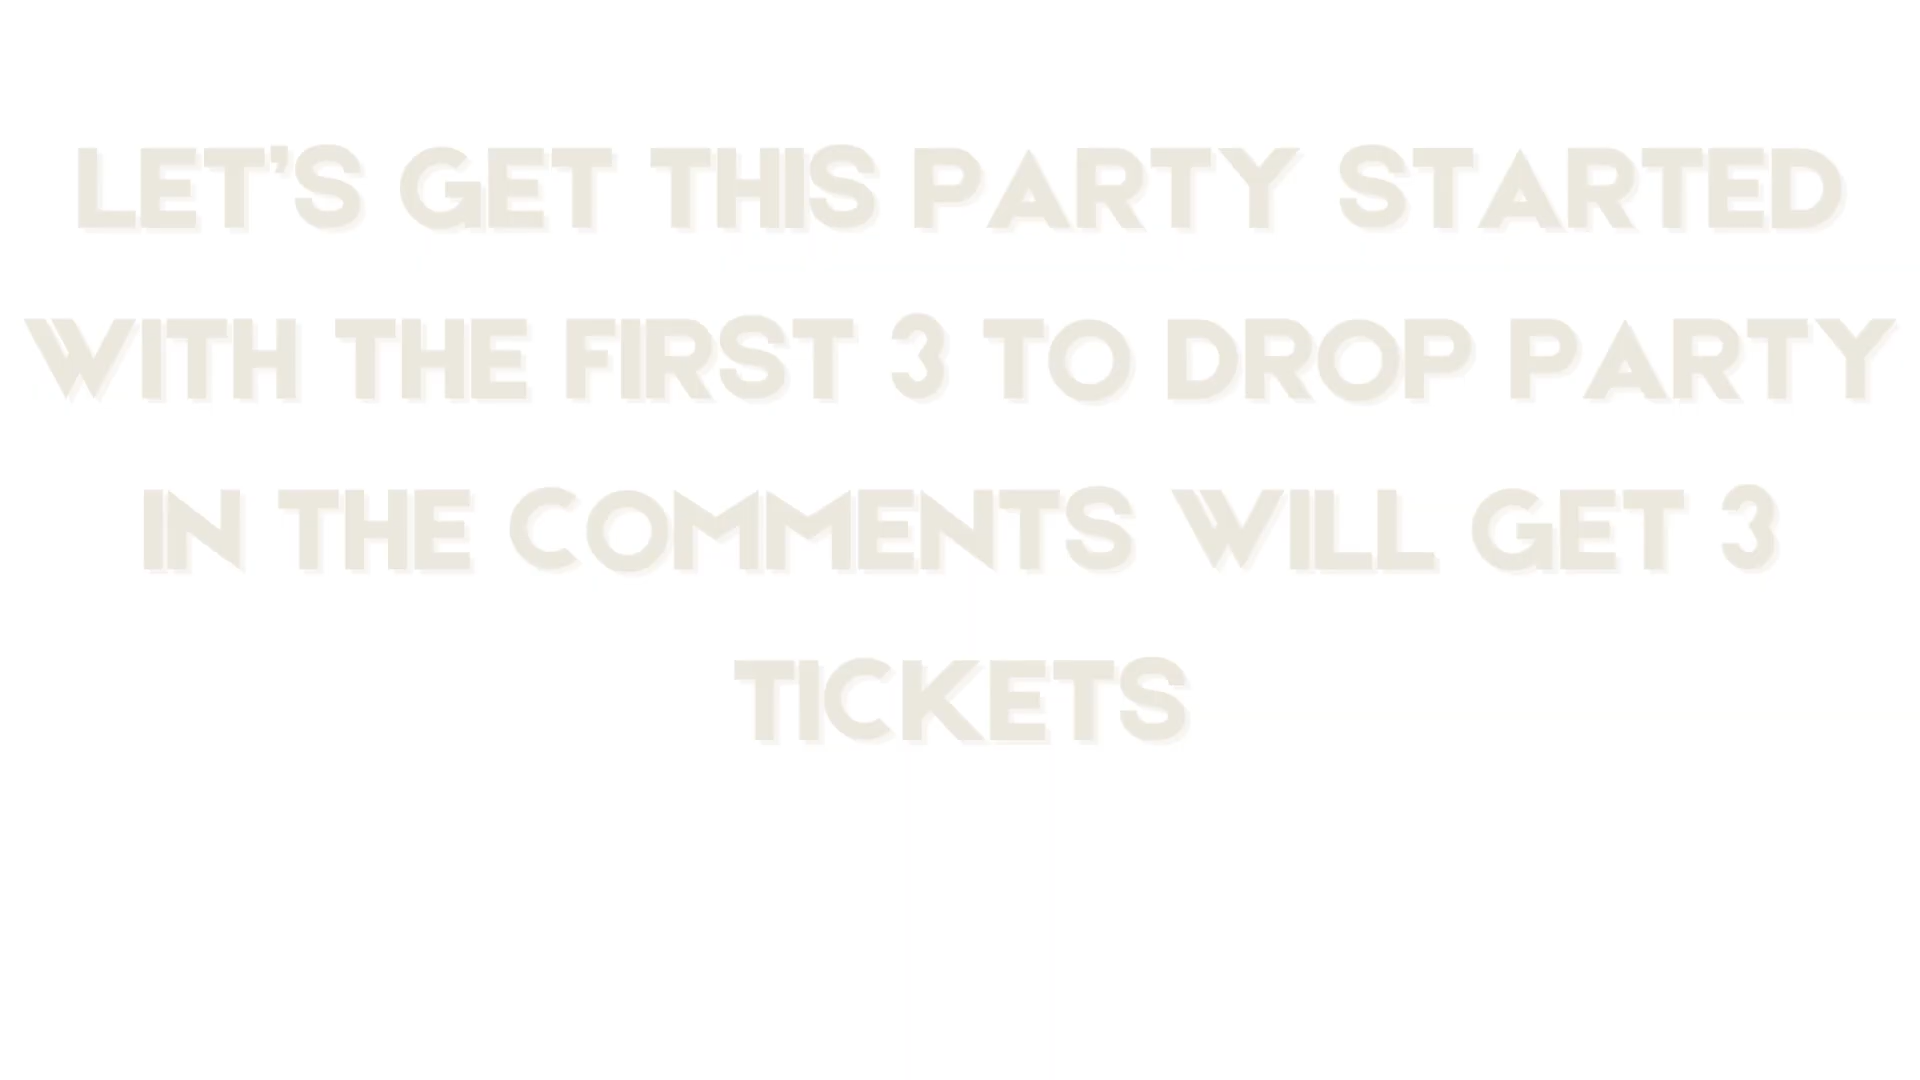 LET'S GET THIS PARTY STARTED
WITH THE FIRST 3 TO DROP PARTY
IN THE COMMENTS WILL GET 3
TICKETS